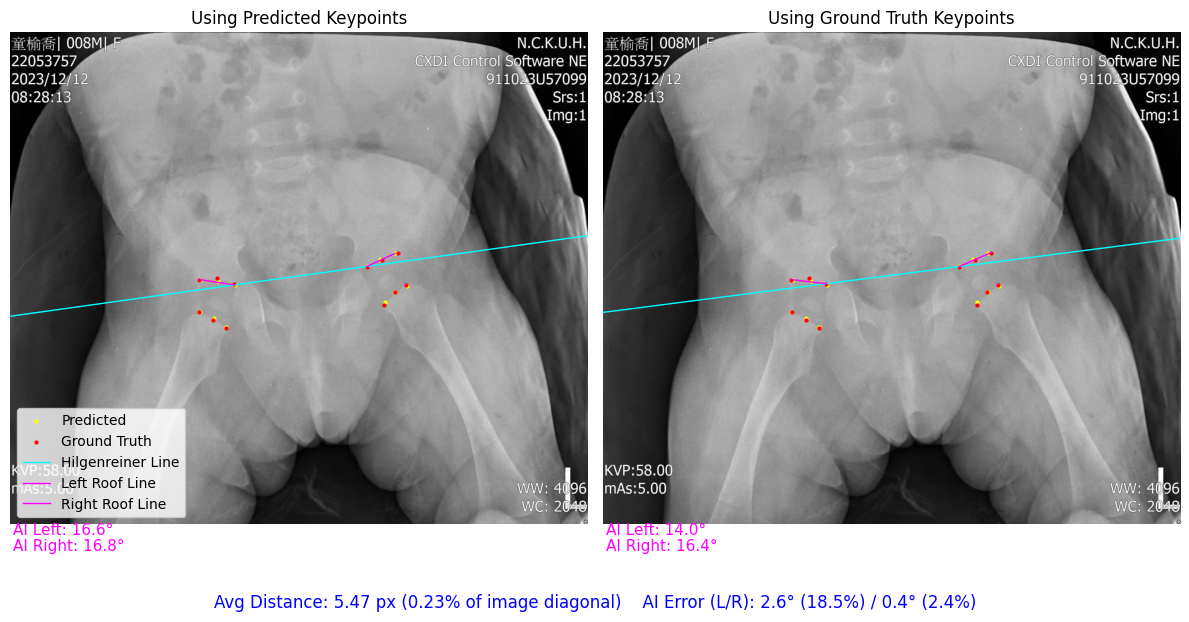 Using Predicted Keypoints
童榆喬| 008M| F
22053757
2023/12/12
08:28:13
N.C.K.U.H.
CXDI Control Software NE
911023U57099
Srs:1
Img:1
Predicted
Ground Truth
Hilgenreiner Line
Left Roof Line
Right Roof Line
KVP:58.00
mAs:5.00
WW: 4096
WC: 2048
AI Left: 16.6°
AI Right: 16.8°
Using Ground Truth Keypoints
童榆喬| 008M| F
22053757
2023/12/12
08:28:13
N.C.K.U.H.
CXDI Control Software NE
911023U57099
Srs:1
Img:1
KVP:58.00
mAs:5.00
WW: 4096
WC: 2048
AI Left: 14.0°
AI Right: 16.4°
Avg Distance: 5.47 px (0.23% of image diagonal) AI Error (L/R): 2.6° (18.5%) / 0.4° (2.4%)